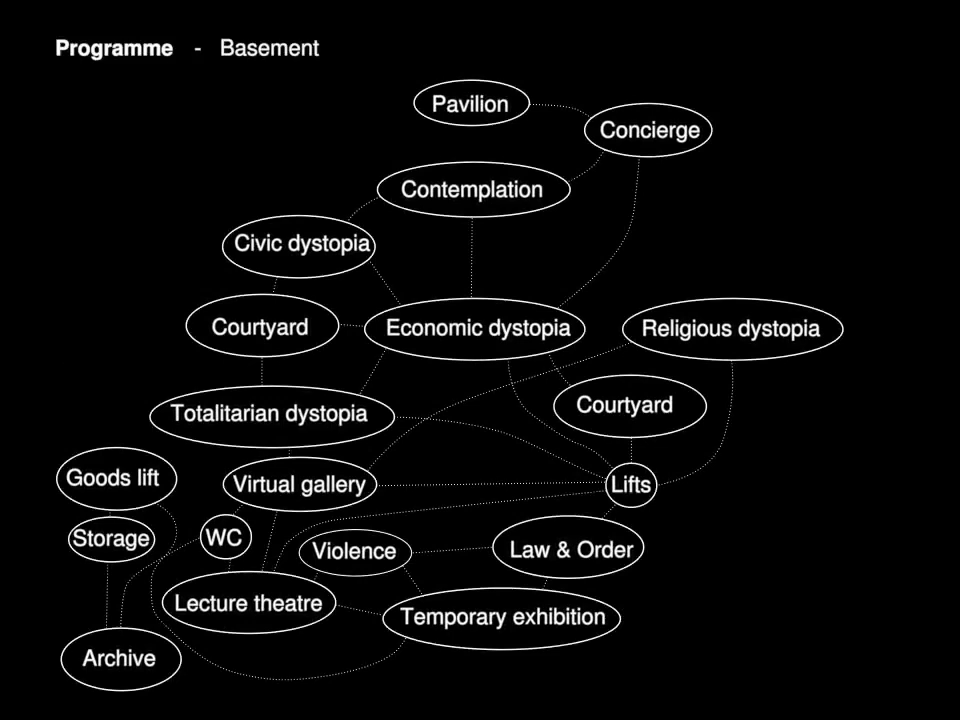 Programme - Basement
Pavilion
Concierge
Contemplation
Civic dystopia
Courtyard
Economic dystopia
Religious dystopia
Totalitarian dystopia
Courtyard
Goods lift
Virtual gallery
Lifts
Storage
WC
Violence
Law & Order
Lecture theatre
Temporary exhibition
Archive